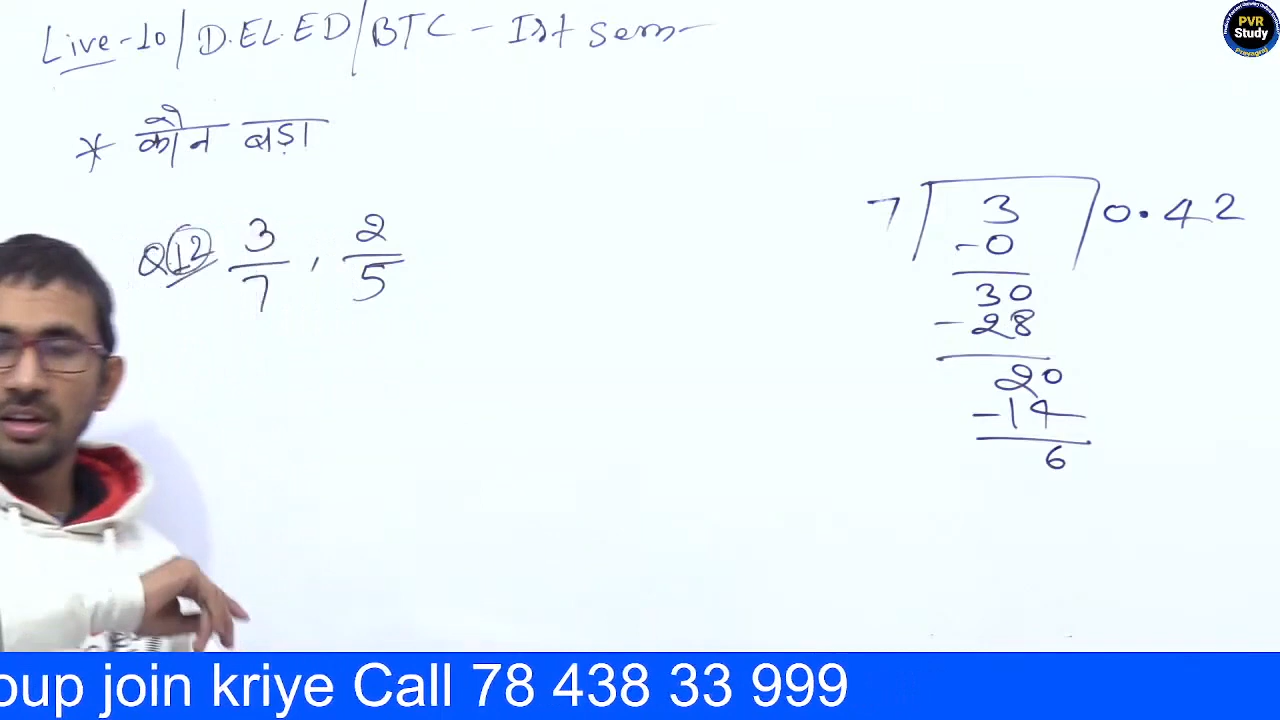 Live-10/D.EL.ED/BTC - Ist sem
PVR
Study
Prayagraj
* कौन बड़ा
Q12 3/7 , 2/5
7 3 0.42
-0
30
-28
20
-14
6
oup join kriye Call 78 438 33 999